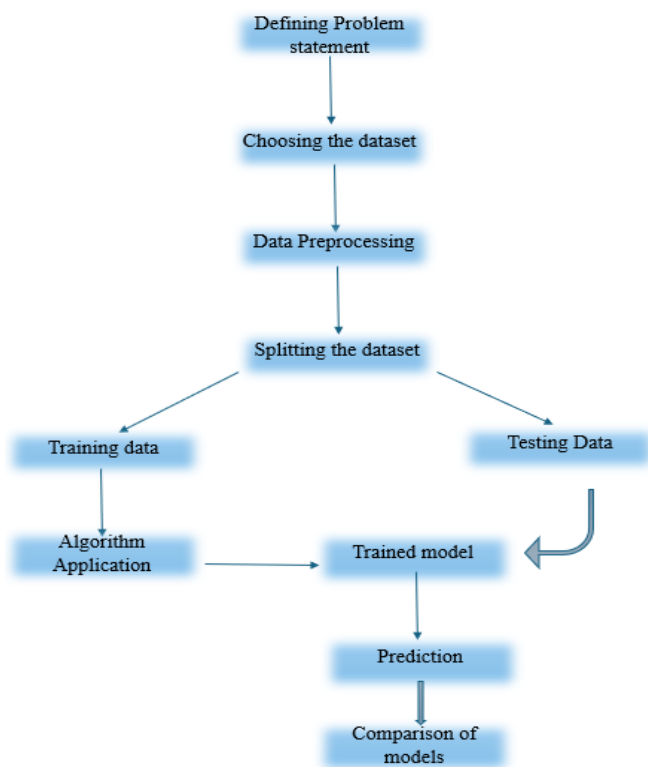 Defining Problem
statement
Choosing the dataset
Data Preprocessing
Splitting the dataset
Training data
Testing Data
Algorithm
Application
Trained model
Prediction
Comparison of
models